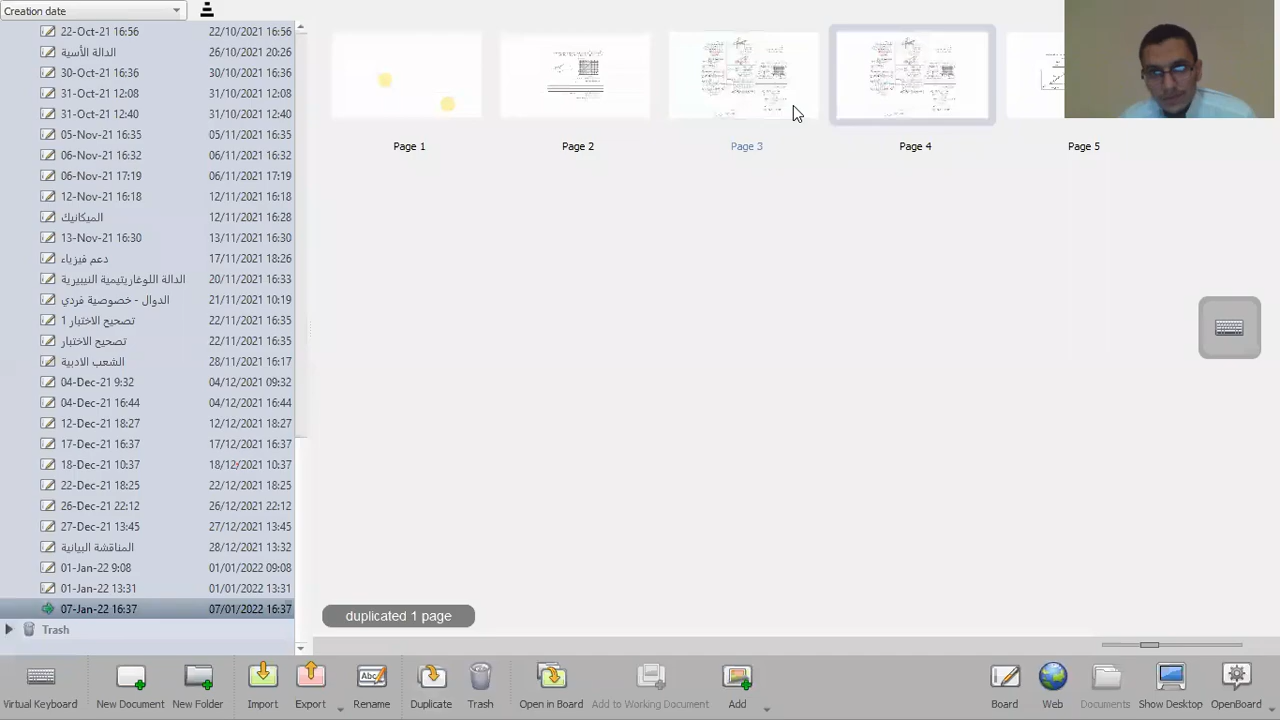 Creation date
22-Oct-21 16:56 22/10/2021 16:56
الدالة الأسية 25/10/2021 20:26
30-Oct-21 16:36 30/10/2021 16:36
31-Oct-21 12:08 31/10/2021 12:08
31-Oct-21 12:40 31/10/2021 12:40
05-Nov-21 16:35 05/11/2021 16:35
06-Nov-21 16:32 06/11/2021 16:32
06-Nov-21 17:19 06/11/2021 17:19
12-Nov-21 16:18 12/11/2021 16:18
الميكانيك 12/11/2021 16:28
13-Nov-21 16:30 13/11/2021 16:30
دعم فيزياء 17/11/2021 18:26
الدالة اللوغاريتيمية النيبيرية 20/11/2021 16:33
الدوال - خصوصية فردي 21/11/2021 10:19
تصحيح الاختبار 1 22/11/2021 16:35
تصحيح الاختبار 22/11/2021 16:35
الشعب الادبية 28/11/2021 16:17
04-Dec-21 9:32 04/12/2021 09:32
04-Dec-21 16:44 04/12/2021 16:44
12-Dec-21 18:27 12/12/2021 18:27
17-Dec-21 16:37 17/12/2021 16:37
18-Dec-21 10:37 18/12/2021 10:37
22-Dec-21 18:25 22/12/2021 18:25
26-Dec-21 22:12 26/12/2021 22:12
27-Dec-21 13:45 27/12/2021 13:45
المناقشة البيانية 28/12/2021 13:32
01-Jan-22 9:08 01/01/2022 09:08
01-Jan-22 13:31 01/01/2022 13:31
07-Jan-22 16:37 07/01/2022 16:37
Trash
Page 1 Page 2 Page 3 Page 4 Page 5
duplicated 1 page
Virtual Keyboard New Document New Folder Import Export Rename Duplicate Trash Open in Board Add to Working Document Add Board Web Documents Show Desktop OpenBoard